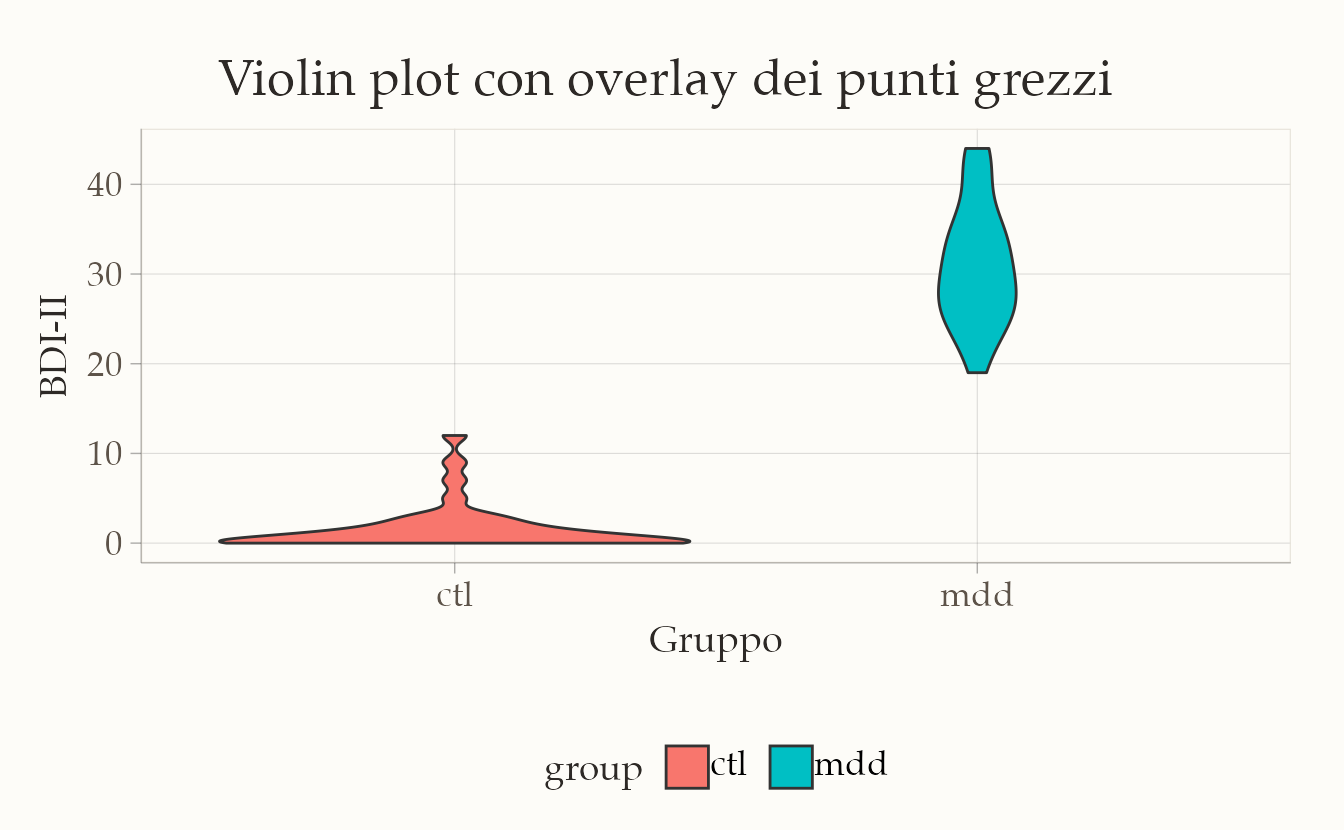 Violin plot con overlay dei punti grezzi
BDI-II
40
30
20
10
0
ctl mdd
Gruppo
group ctl mdd